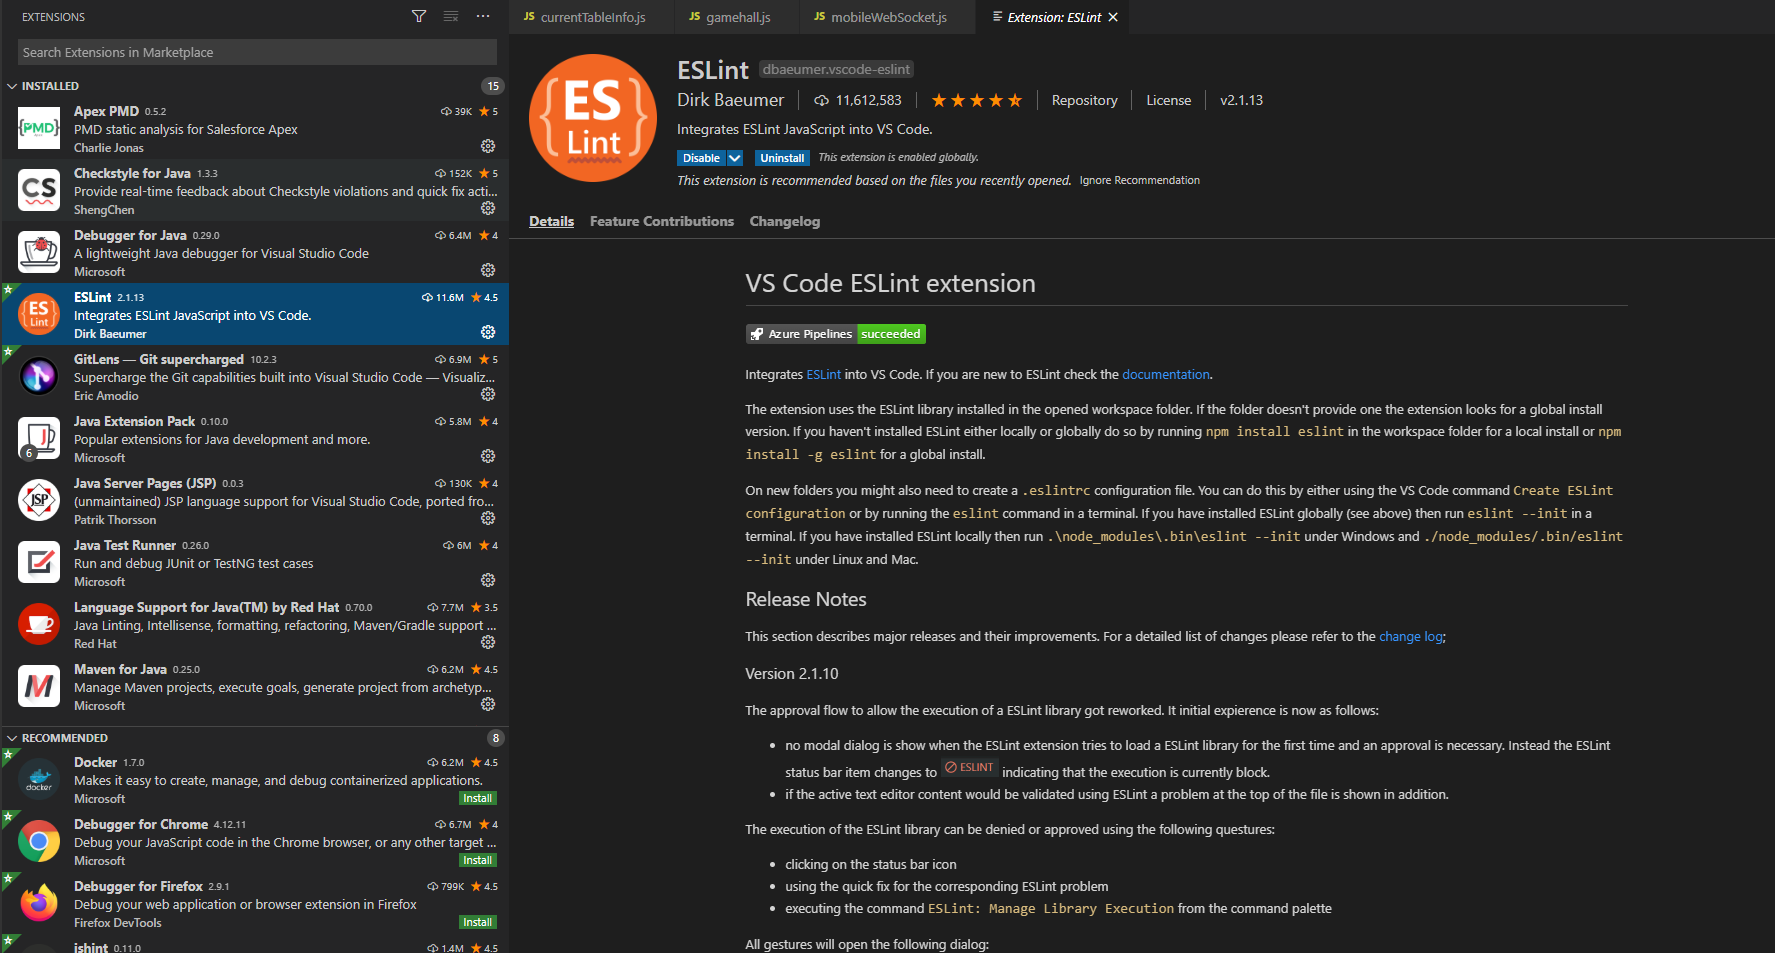 EXTENSIONS
Search Extensions in Marketplace
INSTALLED 15
PMD
Apex PMD 0.5.2 39K 5
PMD static analysis for Salesforce Apex
Charlie Jonas
CS
Checkstyle for Java 1.3.3 152K 5
Provide real-time feedback about Checkstyle violations and quick fix acti...
ShengChen
Debugger for Java 0.29.0 6.4M 4
A lightweight Java debugger for Visual Studio Code
Microsoft
ES
Lint
ESLint 2.1.13 11.6M 4.5
Integrates ESLint JavaScript into VS Code.
Dirk Baeumer
GitLens — Git supercharged 10.2.3 6.9M 5
Supercharge the Git capabilities built into Visual Studio Code — Visualiz...
Eric Amodio
J
6
Java Extension Pack 0.10.0 5.8M 4
Popular extensions for Java development and more.
Microsoft
JSP
Java Server Pages (JSP) 0.0.3 130K 4
(unmaintained) JSP language support for Visual Studio Code, ported fro...
Patrik Thorsson
Java Test Runner 0.26.0 6M 4
Run and debug JUnit or TestNG test cases
Microsoft
Language Support for Java(TM) by Red Hat 0.70.0 7.7M 3.5
Java Linting, Intellisense, formatting, refactoring, Maven/Gradle support ...
Red Hat
M
Maven for Java 0.25.0 6.2M 4.5
Manage Maven projects, execute goals, generate project from archetyp...
Microsoft
RECOMMENDED 8
docker
Docker 1.7.0 6.2M 4.5
Makes it easy to create, manage, and debug containerized applications.
Microsoft Install
Debugger for Chrome 4.12.11 6.7M 4
Debug your JavaScript code in the Chrome browser, or any other target ...
Microsoft Install
Debugger for Firefox 2.9.1 799K 4.5
Debug your web application or browser extension in Firefox
Firefox DevTools Install
jshint 0.11.0 1.4M 4.5
JS currentTableInfo.js JS gamehall.js JS mobileWebSocket.js Extension: ESLint
{ES}
Lint
ESLint dbaeumer.vscode-eslint
Dirk Baeumer 11,612,583 Repository License v2.1.13
Integrates ESLint JavaScript into VS Code.
Disable Uninstall This extension is enabled globally.
This extension is recommended based on the files you recently opened. Ignore Recommendation
Details Feature Contributions Changelog
VS Code ESLint extension
Azure Pipelines succeeded
Integrates ESLint into VS Code. If you are new to ESLint check the documentation.
The extension uses the ESLint library installed in the opened workspace folder. If the folder doesn't provide one the extension looks for a global install
version. If you haven't installed ESLint either locally or globally do so by running npm install eslint in the workspace folder for a local install or npm
install -g eslint for a global install.
On new folders you might also need to create a .eslintrc configuration file. You can do this by either using the VS Code command Create ESLint
configuration or by running the eslint command in a terminal. If you have installed ESLint globally (see above) then run eslint --init in a
terminal. If you have installed ESLint locally then run .\node_modules\.bin\eslint --init under Windows and ./node_modules/.bin/eslint
--init under Linux and Mac.
Release Notes
This section describes major releases and their improvements. For a detailed list of changes please refer to the change log;
Version 2.1.10
The approval flow to allow the execution of a ESLint library got reworked. It initial expierence is now as follows:
• no modal dialog is show when the ESLint extension tries to load a ESLint library for the first time and an approval is necessary. Instead the ESLint
status bar item changes to ESLINT indicating that the execution is currently block.
• if the active text editor content would be validated using ESLint a problem at the top of the file is shown in addition.
The execution of the ESLint library can be denied or approved using the following questures:
• clicking on the status bar icon
• using the quick fix for the corresponding ESLint problem
• executing the command ESLint: Manage Library Execution from the command palette
All gestures will open the following dialog: